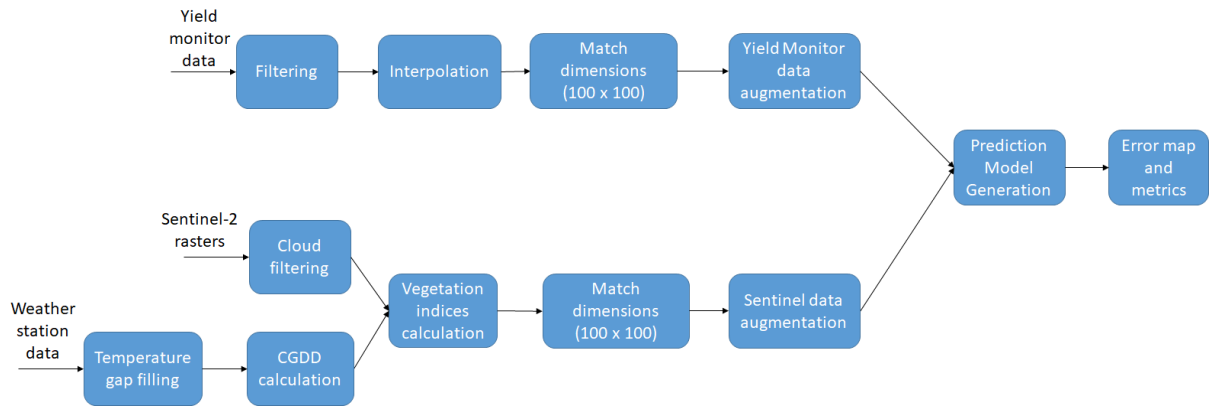 Yield
monitor
data
Filtering
Interpolation
Match
dimensions
(100 x 100)
Yield Monitor
data
augmentation
Prediction
Model
Generation
Error map
and
metrics
Sentinel-2
rasters
Cloud
filtering
Vegetation
indices
calculation
Match
dimensions
(100 x 100)
Sentinel data
augmentation
Weather
station
data
Temperature
gap filling
CGDD
calculation